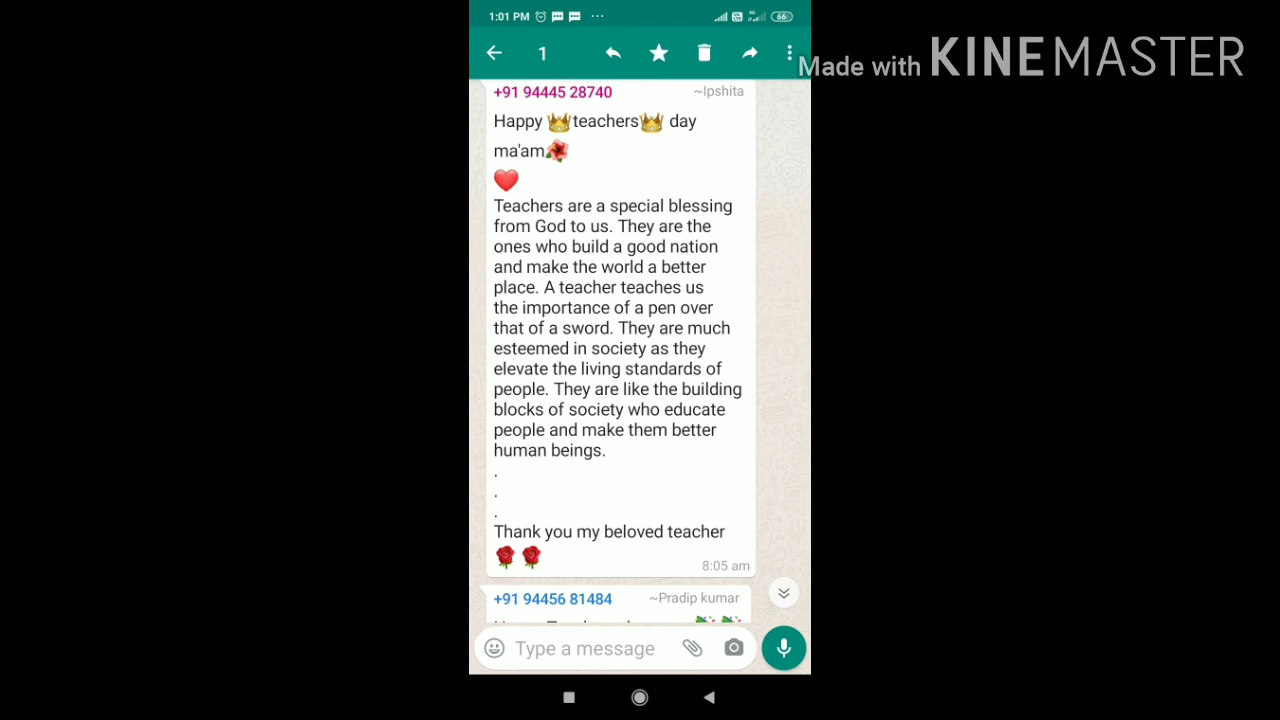 1:01 PM
66
Made with KINEMASTER
1
+91 94445 28740 ~Ipshita
Happy 👑teachers👑 day
ma'am🌺
❤️
Teachers are a special blessing
from God to us. They are the
ones who build a good nation
and make the world a better
place. A teacher teaches us
the importance of a pen over
that of a sword. They are much
esteemed in society as they
elevate the living standards of
people. They are like the building
blocks of society who educate
people and make them better
human beings.
.
.
.
Thank you my beloved teacher
🌹🌹
8:05 am
+91 94456 81484 ~Pradip kumar
Type a message